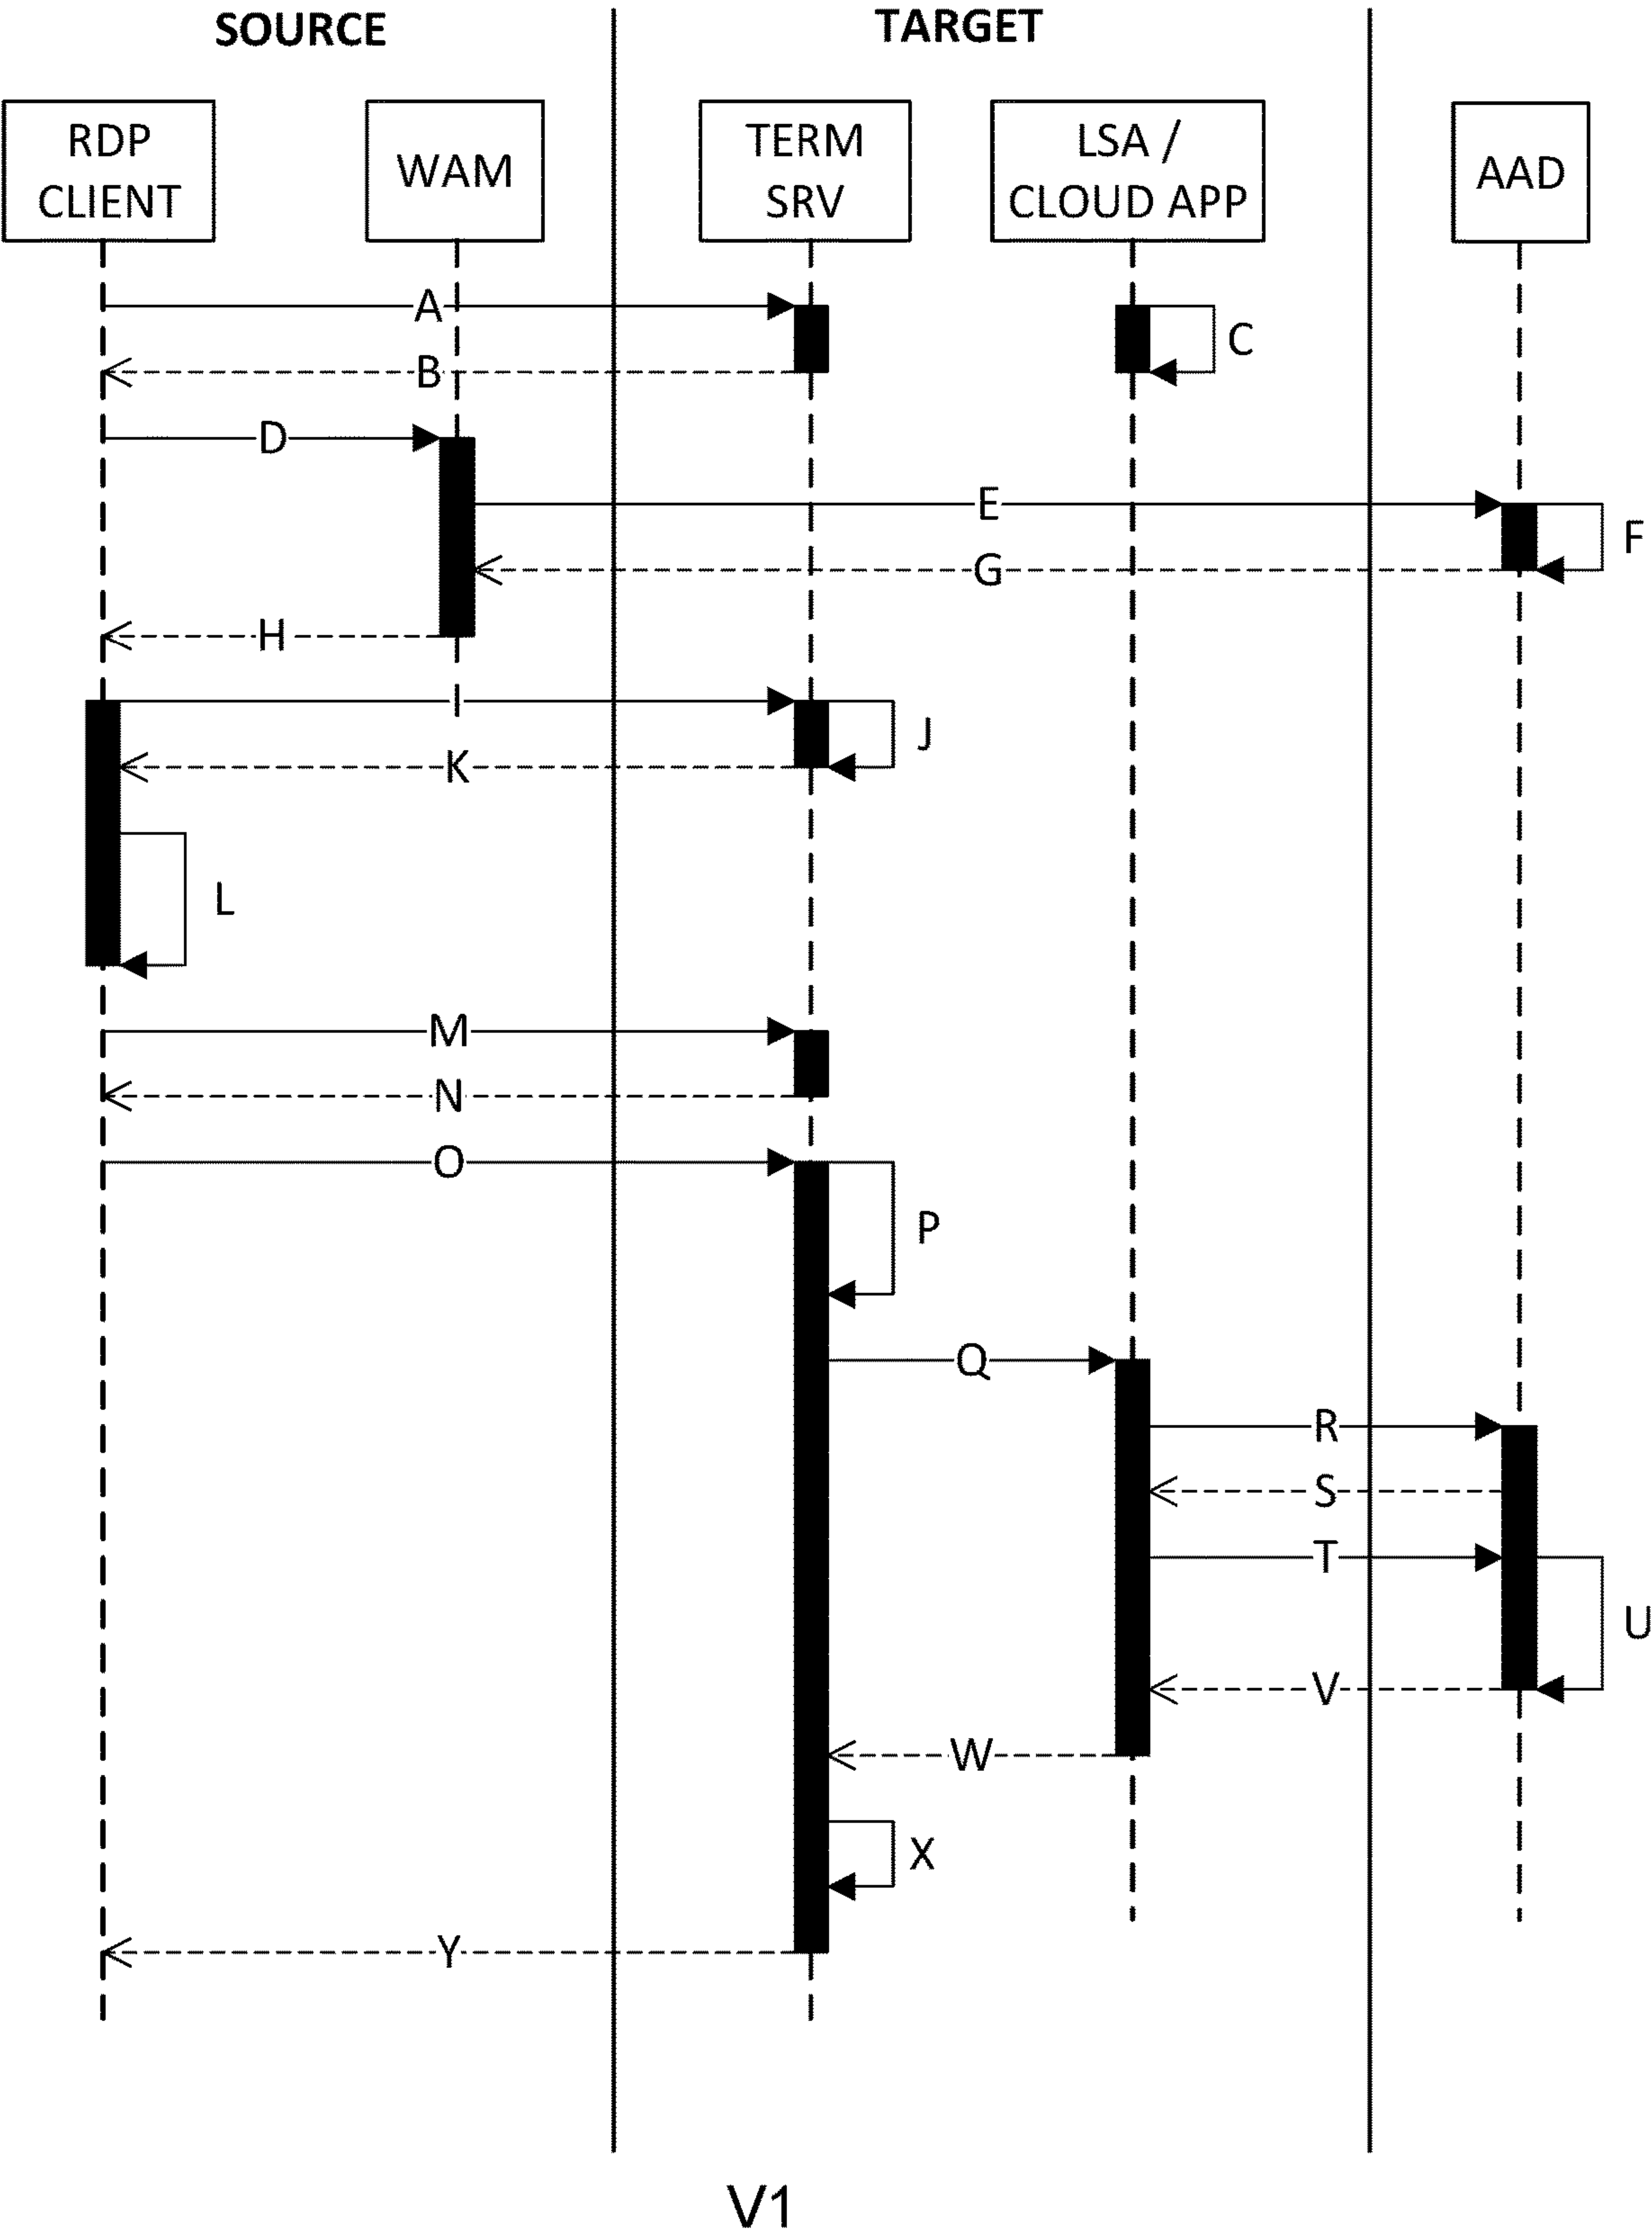 SOURCE
TARGET
RDP
CLIENT
WAM
TERM
SRV
LSA /
CLOUD APP
AAD
A
C
B
D
E
F
G
H
I
J
K
L
M
N
O
P
Q
R
S
T
U
V
W
X
Y
V1